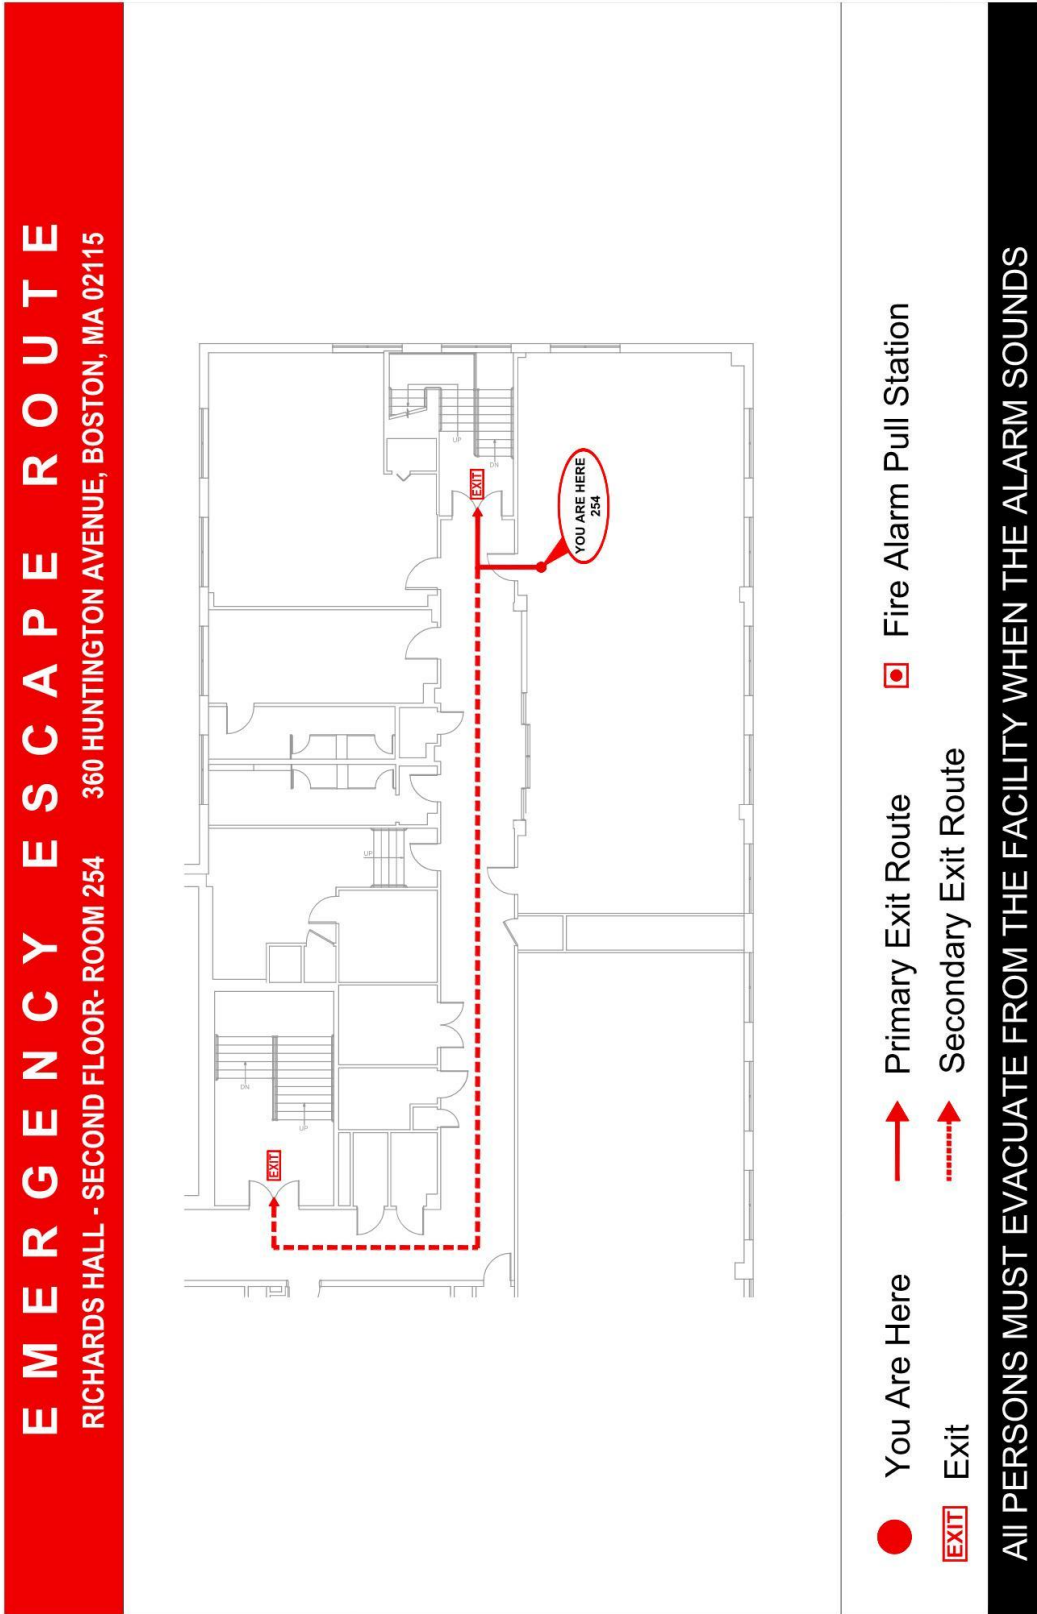 EMERGENCY ESCAPE ROUTE
RICHARDS HALL - SECOND FLOOR- ROOM 254 360 HUNTINGTON AVENUE, BOSTON, MA 02115
UP
DN
UP
UP
DN
EXIT
EXIT
YOU ARE HERE
254
You Are Here
Primary Exit Route
Fire Alarm Pull Station
EXIT Exit
Secondary Exit Route
All PERSONS MUST EVACUATE FROM THE FACILITY WHEN THE ALARM SOUNDS